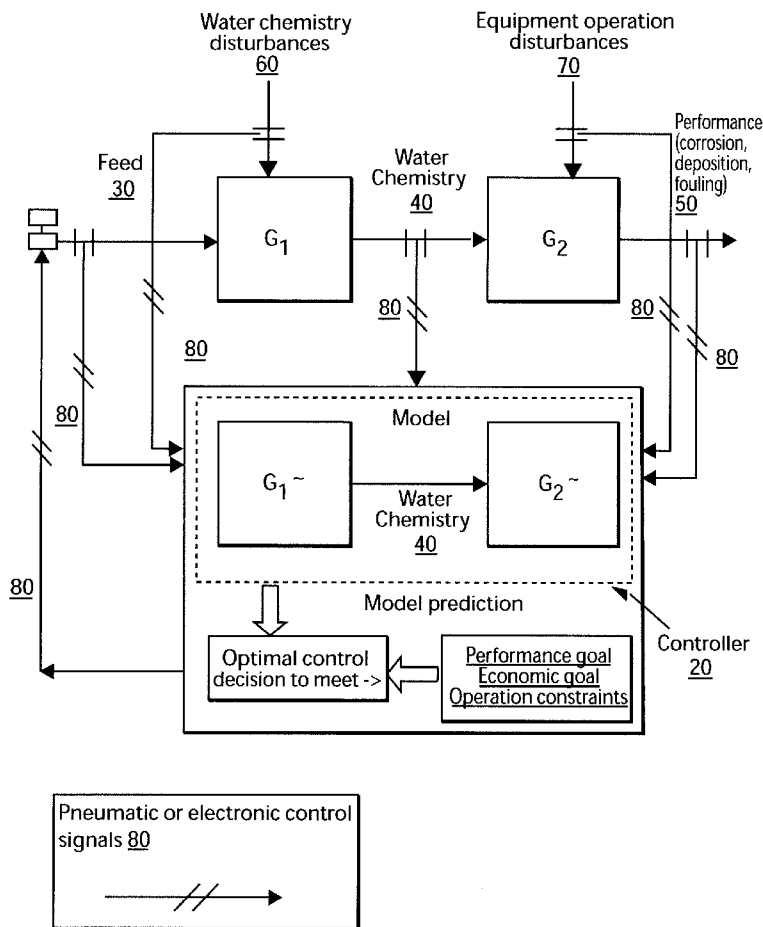 Water chemistry
disturbances
60
Equipment operation
disturbances
70
Performance
(corrosion,
deposition,
fouling)
50
Feed
30
Water
Chemistry
40
G1
G2
80
80
80
80
80
80
Model
G1 ~
G2 ~
Water
Chemistry
40
Model prediction
Optimal control
decision to meet ->
Performance goal
Economic goal
Operation constraints
Controller
20
Pneumatic or electronic control
signals 80